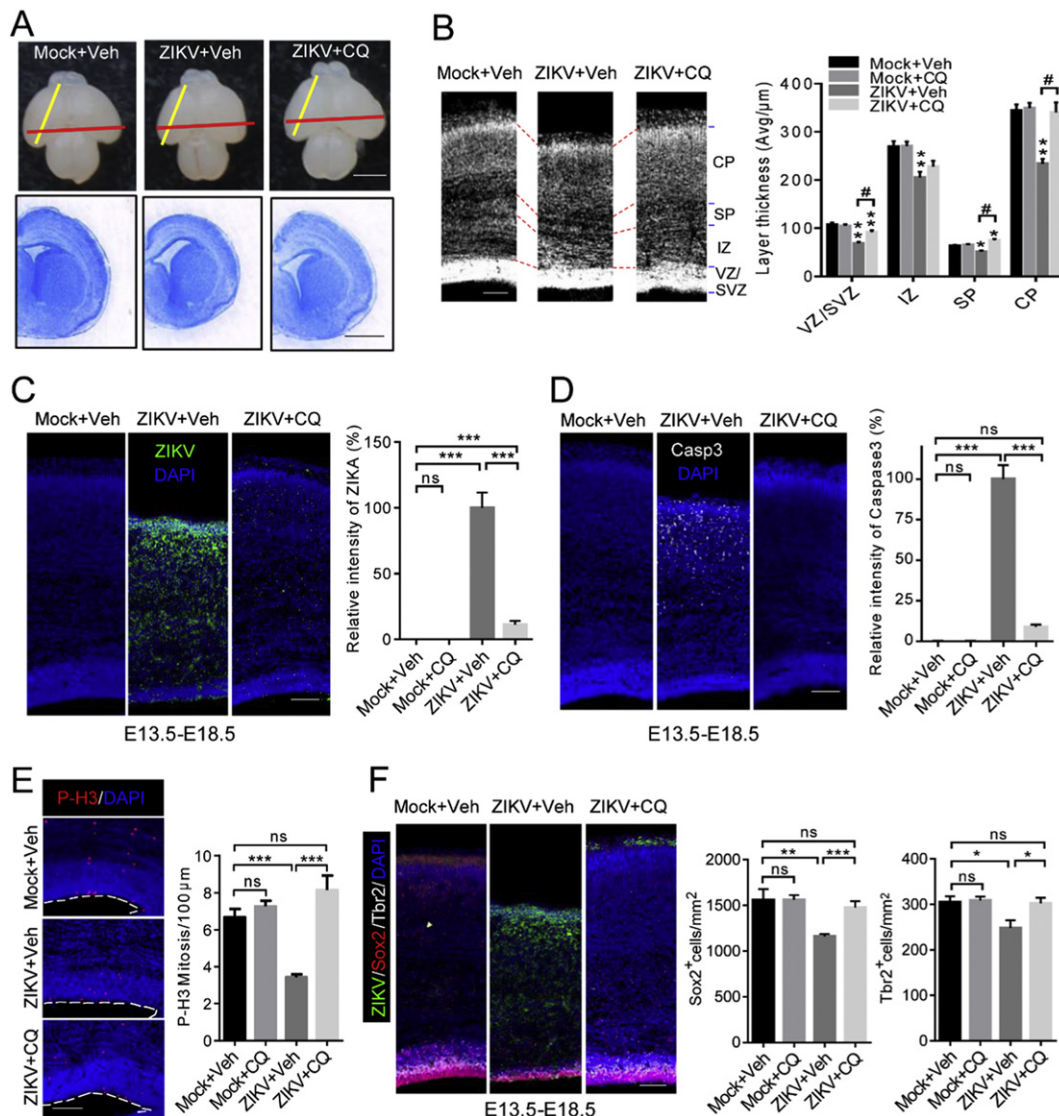 A
Mock+Veh ZIKV+Veh ZIKV+CQ
B
Mock+Veh ZIKV+Veh ZIKV+CQ
CP
SP
IZ
VZ/
SVZ
Layer thickness (Avg/μm)
400
300
200
100
0
Mock+Veh
Mock+CQ
ZIKV+Veh
ZIKV+CQ
#
**
**
#
**
*
*
#
**
#
VZ/SVZ IZ SP CP
C
Mock+Veh ZIKV+Veh ZIKV+CQ
ZIKV
DAPI
E13.5-E18.5
Relative intensity of ZIKA (%)
150
100
50
0
***
*** ***
ns
Mock+Veh
Mock+CQ
ZIKV+Veh
ZIKV+CQ
D
Mock+Veh ZIKV+Veh ZIKV+CQ
Casp3
DAPI
E13.5-E18.5
Relative intensity of Caspase3 (%)
100
75
50
25
0
ns
*** ***
ns
Mock+Veh
Mock+CQ
ZIKV+Veh
ZIKV+CQ
E
P-H3/DAPI
Mock+Veh
ZIKV+Veh
ZIKV+CQ
P-H3 Mitosis/100 μm
10
8
6
4
2
0
ns
*** ***
ns
Mock+Veh
Mock+CQ
ZIKV+Veh
ZIKV+CQ
F
Mock+Veh ZIKV+Veh ZIKV+CQ
ZIKV/Sox2/Tbr2/DAPI
E13.5-E18.5
Sox2+cells/mm2
2000
1500
1000
500
0
ns
** ***
ns
Mock+Veh
Mock+CQ
ZIKV+Veh
ZIKV+CQ
Tbr2+cells/mm2
400
300
200
100
0
ns
* *
ns
Mock+Veh
Mock+CQ
ZIKV+Veh
ZIKV+CQ